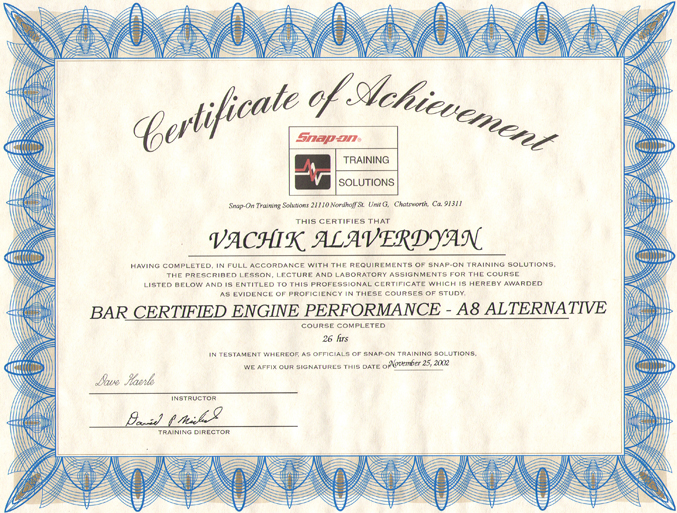 Certificate of Achievement
Snap-on®
TRAINING
SOLUTIONS
Snap-On Training Solutions 21110 Nordhoff St. Unit G, Chatsworth, Ca. 91311
THIS CERTIFIES THAT
VACHIK ALAVERDYAN
HAVING COMPLETED, IN FULL ACCORDANCE WITH THE REQUIREMENTS OF SNAP-ON TRAINING SOLUTIONS,
THE PRESCRIBED LESSON, LECTURE AND LABORATORY ASSIGNMENTS FOR THE COURSE
LISTED BELOW AND IS ENTITLED TO THIS PROFESSIONAL CERTIFICATE WHICH IS HEREBY AWARDED
AS EVIDENCE OF PROFICIENCY IN THESE COURSES OF STUDY.
BAR CERTIFIED ENGINE PERFORMANCE - A8 ALTERNATIVE
COURSE COMPLETED
26 hrs
IN TESTAMENT WHEREOF, AS OFFICIALS OF SNAP-ON TRAINING SOLUTIONS,
WE AFFIX OUR SIGNATURES THIS DATE OF November 25, 2002
Dave Haerle
INSTRUCTOR
David P
TRAINING DIRECTOR